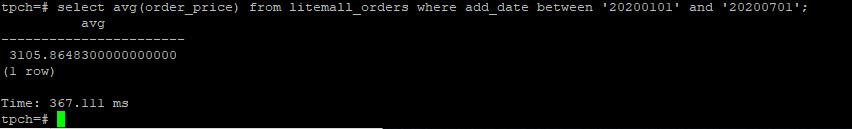 tpch=# select avg(order_price) from litemall_orders where add_date between '20200101' and '20200701';
avg
-----------------------
3105.8648300000000000
(1 row)
Time: 367.111 ms
tpch=#